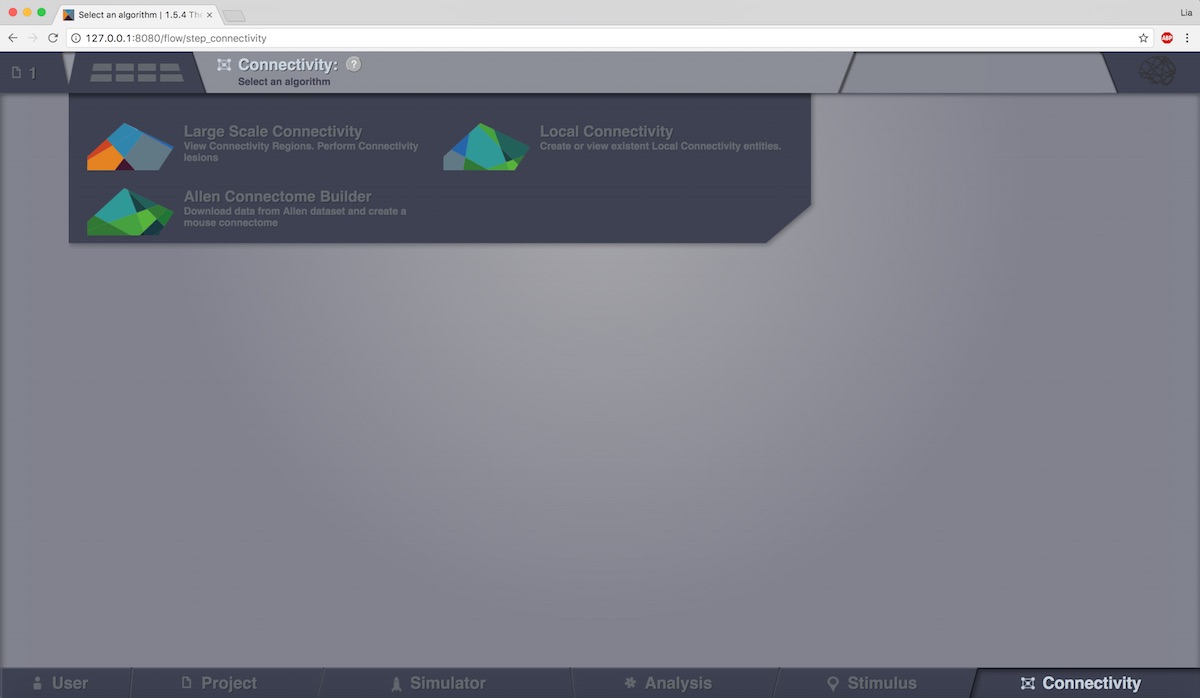 Select an algorithm | 1.5.4 The
Lia
127.0.0.1:8080/flow/step_connectivity
ABP
1
Connectivity: ?
Select an algorithm
Large Scale Connectivity
View Connectivity Regions. Perform Connectivity
lesions
Local Connectivity
Create or view existent Local Connectivity entities.
Allen Connectome Builder
Download data from Allen dataset and create a
mouse connectome
User
Project
Simulator
Analysis
Stimulus
Connectivity